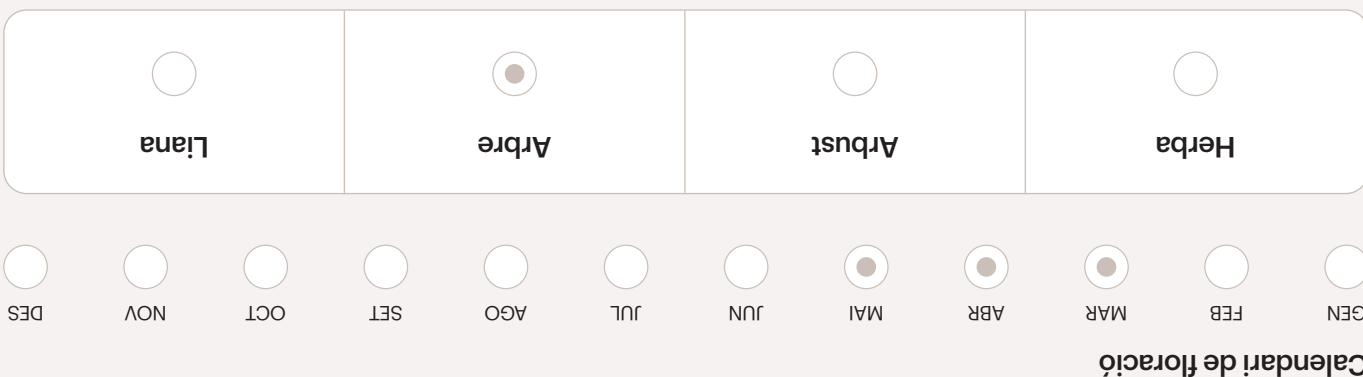 Calendari de floració
GEN FEB MAR ABR MAI JUN JUL AGO SET OCT NOV DES
Herba Arbust Arbre Liana